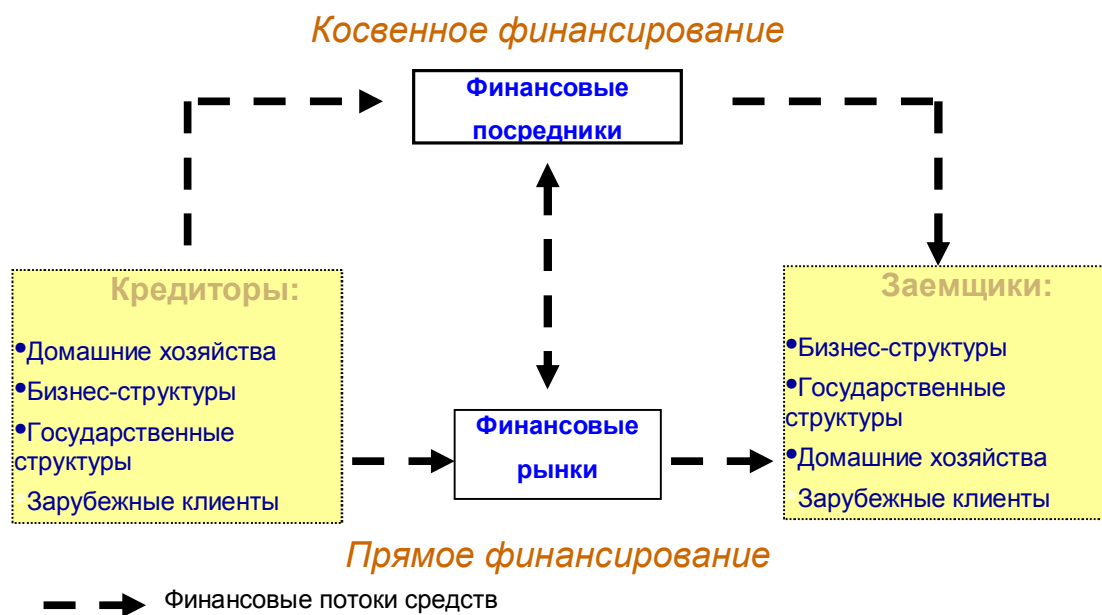 Косвенное финансирование
Финансовые
посредники
Кредиторы:
•Домашние хозяйства
•Бизнес-структуры
•Государственные
структуры
•Зарубежные клиенты
Финансовые
рынки
Заемщики:
•Бизнес-структуры
•Государственные
структуры
•Домашние хозяйства
•Зарубежные клиенты
Прямое финансирование
Финансовые потоки средств